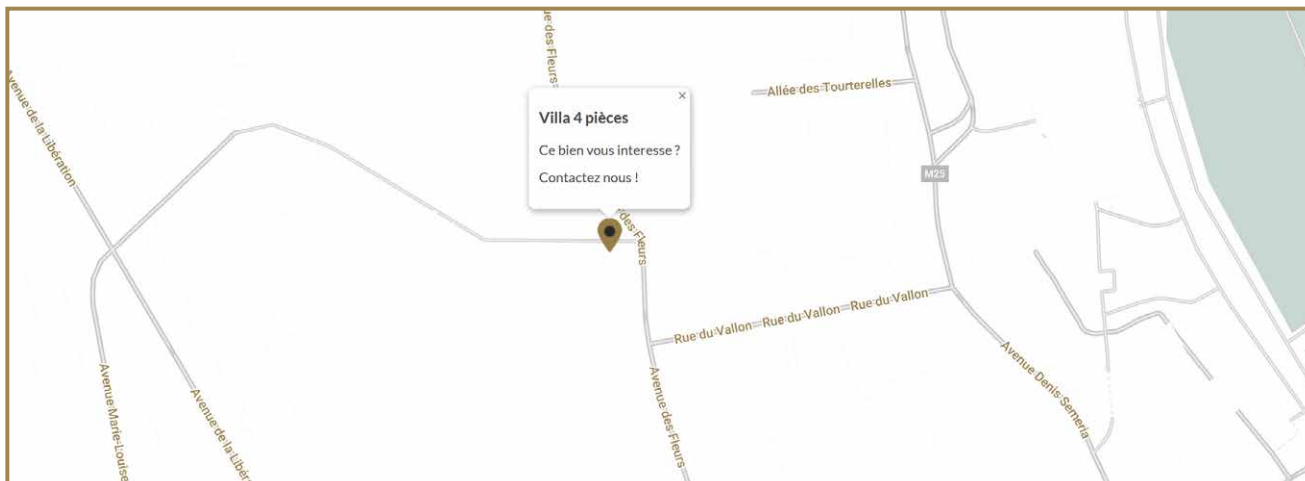 ue des Fleurs
Allée des Tourterelles
Avenue de la Libération
×
Villa 4 pièces
Ce bien vous interesse ?
Contactez nous !
M25
des Fleurs
Rue du Vallon Rue du Vallon Rue du Vallon
Avenue Denis Semeria
Avenue Marie-Louise
Avenue de la Libér
Avenue des Fleurs